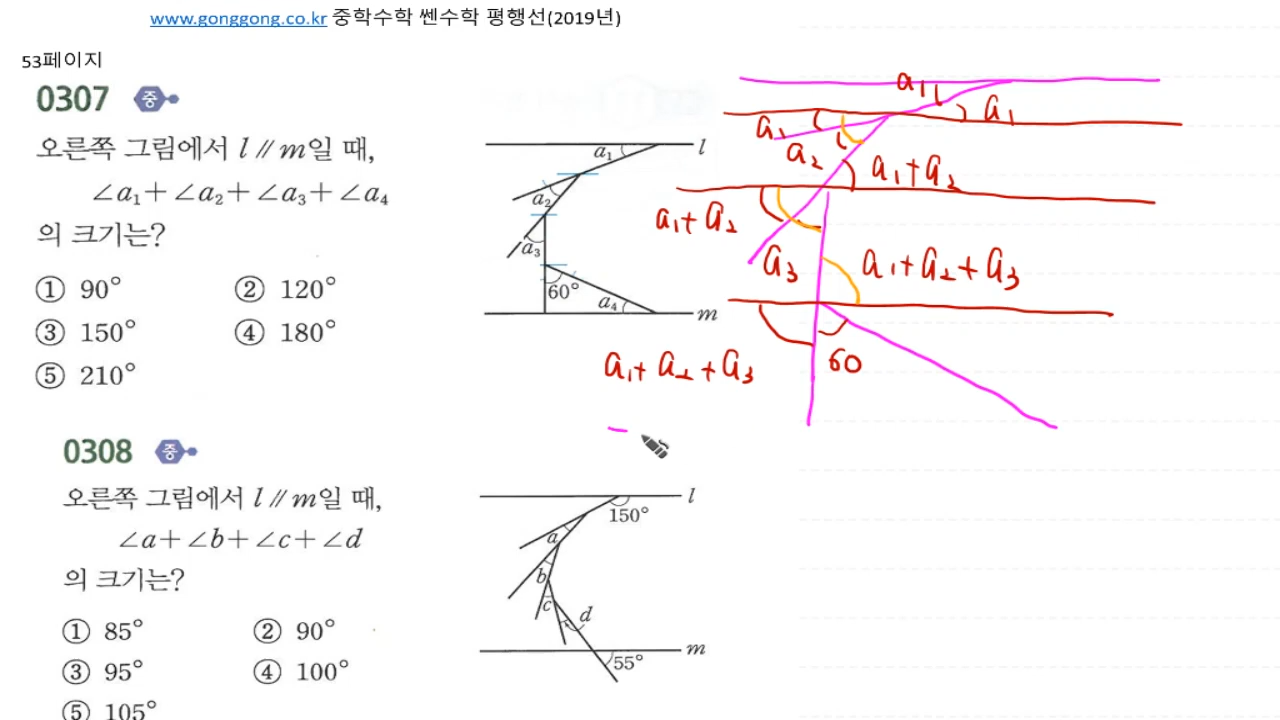 www.gonggong.co.kr 중학수학 쎈수학 평행선(2019년)
53페이지
0307 중
오른쪽 그림에서 l∥m일 때,
∠a₁+∠a₂+∠a₃+∠a₄
의 크기는?
① 90° ② 120°
③ 150° ④ 180°
⑤ 210°
a₁ l
a₂
a₃
60° a₄ m
a₁ a₁
a₁
a₂ a₁+a₂
a₁+a₂
a₃ a₁+a₂+a₃
a₁+a₂+a₃ 60
0308 중
오른쪽 그림에서 l∥m일 때,
∠a+∠b+∠c+∠d
의 크기는?
① 85° ② 90°
③ 95° ④ 100°
⑤ 105°
l
150°
a
b
c d
m
55°